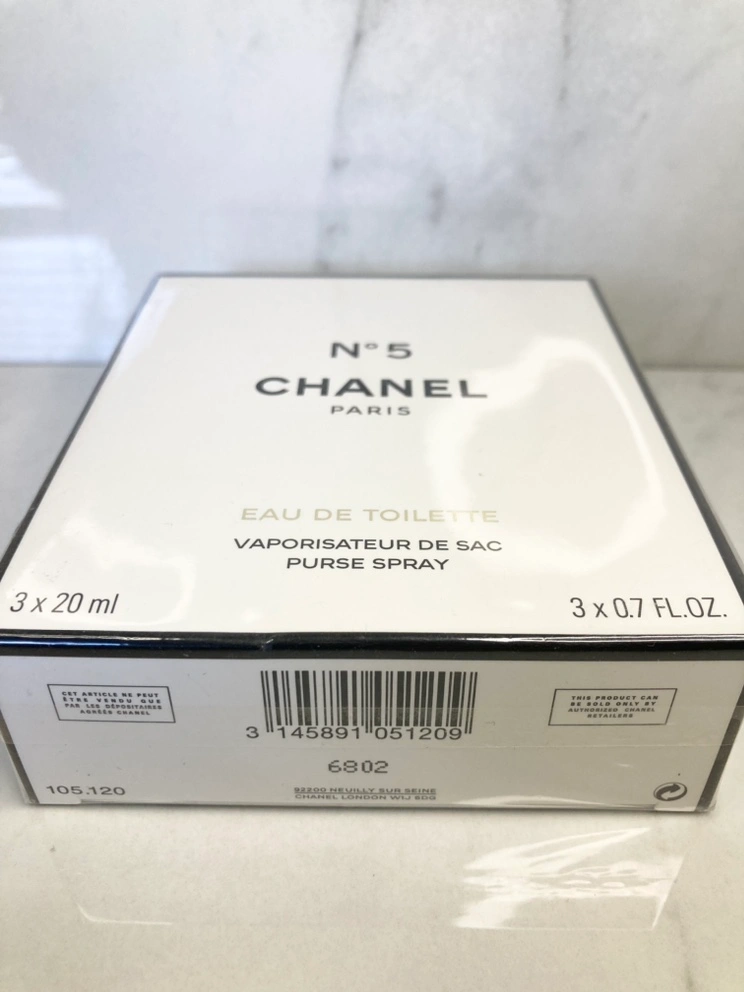 N°5
CHANEL
PARIS
EAU DE TOILETTE
VAPORISATEUR DE SAC
PURSE SPRAY
3 x 20 ml
3 x 0.7 FL.OZ.
CET ARTICLE NE PEUT
ÊTRE VENDU QUE
PAR LES DÉPOSITAIRES
AGRÉÉS CHANEL
3 145891 051209
THIS PRODUCT CAN
BE SOLD ONLY BY
AUTHORIZED CHANEL
RETAILERS
6802
105.120
92200 NEUILLY SUR SEINE
CHANEL LONDON W1J 6DG